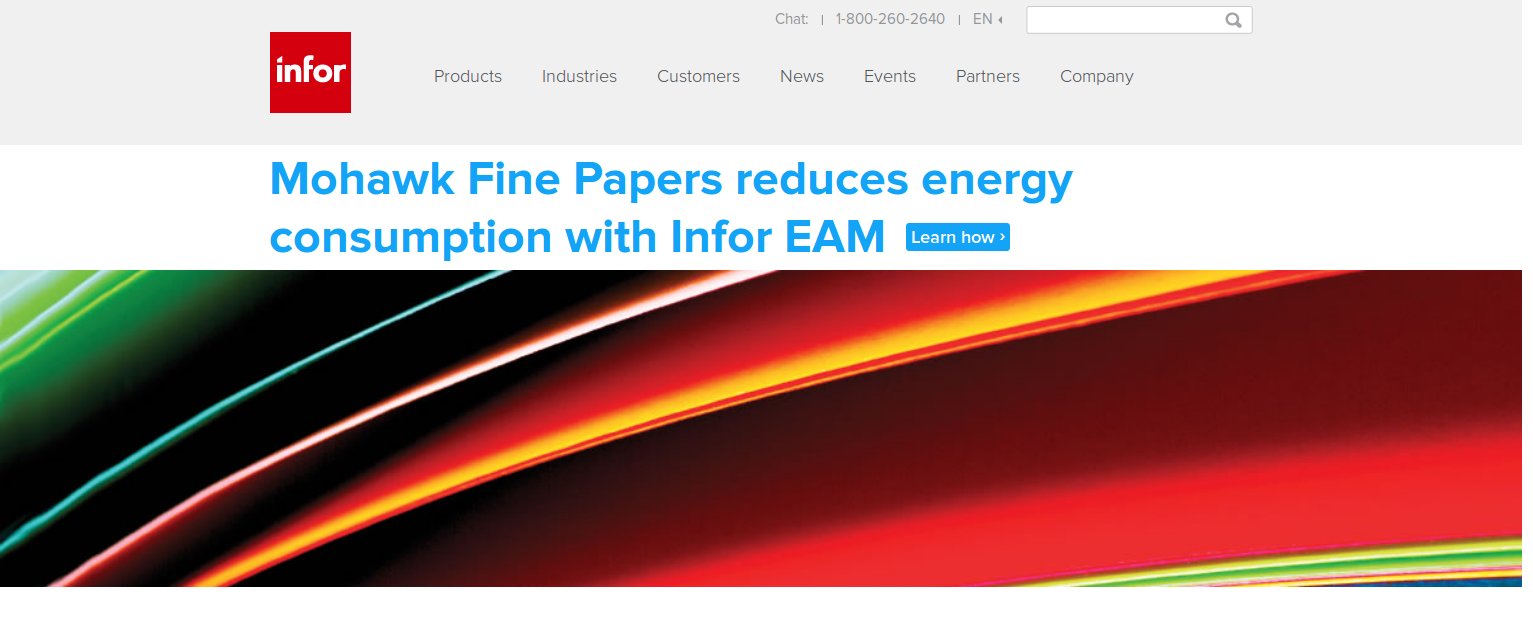 Chat: | 1-800-260-2640 | EN
infor
Products Industries Customers News Events Partners Company
Mohawk Fine Papers reduces energy
consumption with Infor EAM Learn how ›